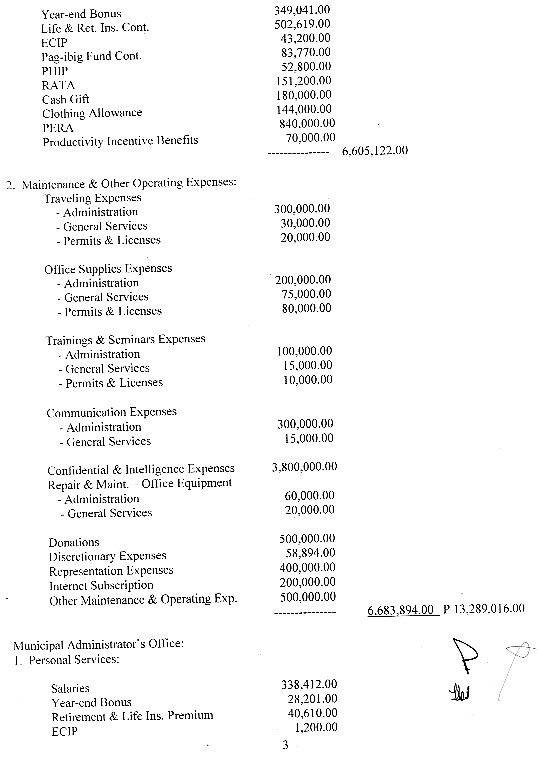 Year-end Bonus 349,041.00
Life & Ret. Ins. Cont. 502,619.00
ECIP 43,200.00
Pag-ibig Fund Cont. 83,770.00
PHIP 52,800.00
RATA 151,200.00
Cash Gift 180,000.00
Clothing Allowance 144,000.00
PERA 840,000.00
Productivity Incentive Benefits 70,000.00
--------------- 6,605,122.00
2. Maintenance & Other Operating Expenses:
Traveling Expenses
- Administration 300,000.00
- General Services 30,000.00
- Permits & Licenses 20,000.00
Office Supplies Expenses
- Administration 200,000.00
- General Services 75,000.00
- Permits & Licenses 80,000.00
Trainings & Seminars Expenses
- Administration 100,000.00
- General Services 15,000.00
- Permits & Licenses 10,000.00
Communication Expenses
- Administration 300,000.00
- General Services 15,000.00
Confidential & Intelligence Expenses 3,800,000.00
Repair & Maint. - Office Equipment
- Administration 60,000.00
- General Services 20,000.00
Donations 500,000.00
Discretionary Expenses 58,894.00
Representation Expenses 400,000.00
Internet Subscription 200,000.00
Other Maintenance & Operating Exp. 500,000.00
--------------- 6,683,894.00 P 13,289,016.00
Municipal Administrator's Office:
1. Personal Services:
Salaries 338,412.00
Year-end Bonus 28,201.00
Retirement & Life Ins. Premium 40,610.00
ECIP 1,200.00
3